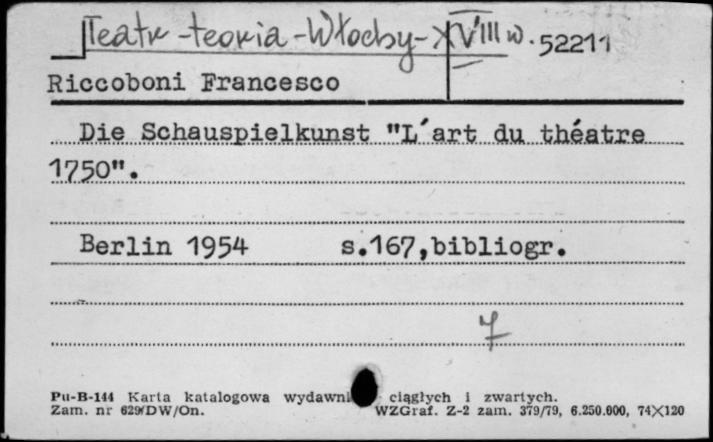 Teatr - teoria - Włochy - XVIII w. 52211
Riccoboni Francesco
Die Schauspielkunst "L´art du théatre
1750".
Berlin 1954 s.167,bibliogr.
7
Pu-B-144 Karta katalogowa ciągłych i zwartych.
Zam. nr 629/DW/On. WZGraf. Z-2 zam. 379/79, 6.250.000, 74×120